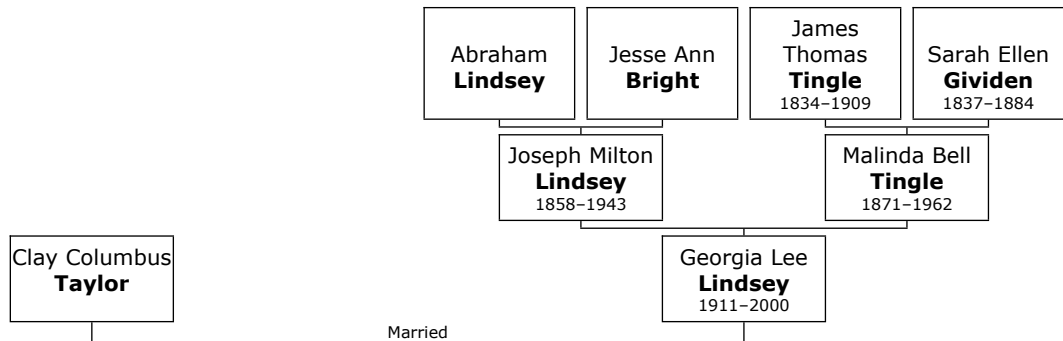 Abraham
Lindsey
Jesse Ann
Bright
James
Thomas
Tingle
1834–1909
Sarah Ellen
Gividen
1837–1884
Joseph Milton
Lindsey
1858–1943
Malinda Bell
Tingle
1871–1962
Clay Columbus
Taylor
Georgia Lee
Lindsey
1911–2000
Married